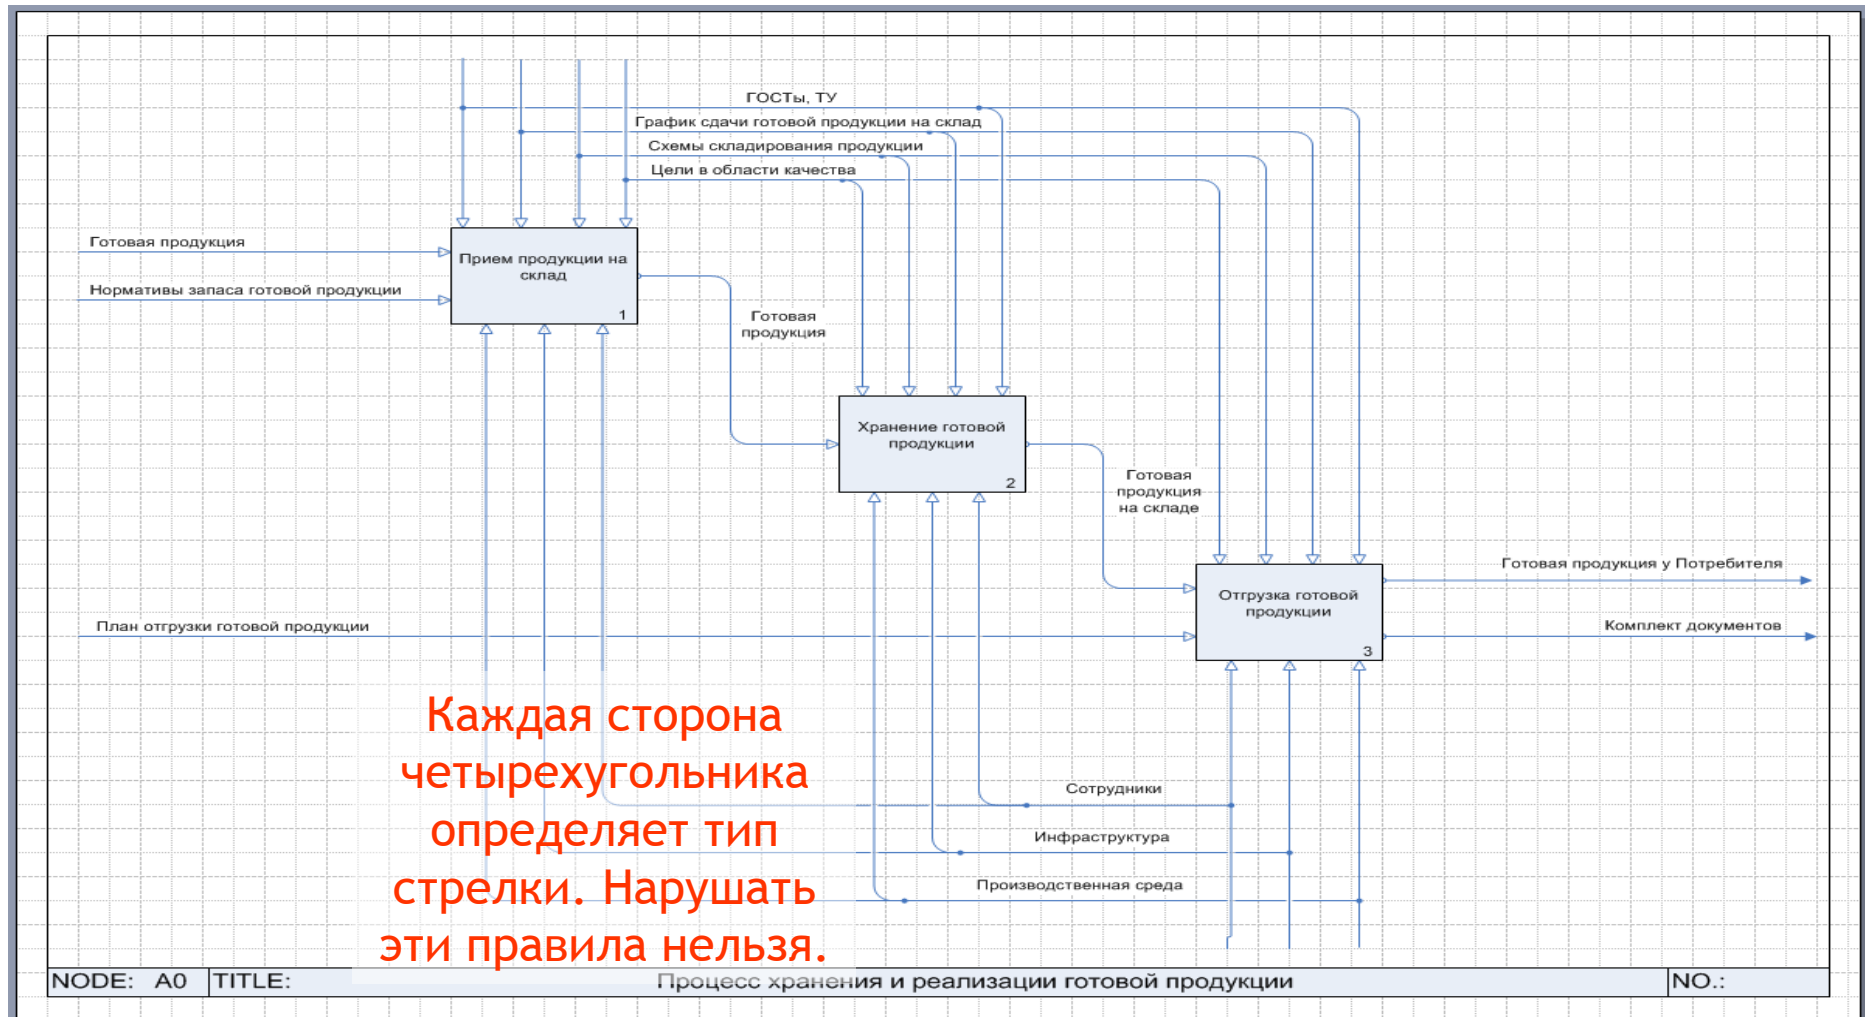 ГОСТы, ТУ
График сдачи готовой продукции на склад
Схемы складирования продукции
Цели в области качества
Готовая продукция
Нормативы запаса готовой продукции
Прием продукции на
склад
1
Готовая
продукция
Хранение готовой
продукции
2
Готовая
продукция
на складе
Готовая продукция у Потребителя
Отгрузка готовой
продукции
3
План отгрузки готовой продукции
Комплект документов
Каждая сторона
четырехугольника
определяет тип
стрелки. Нарушать
эти правила нельзя.
Сотрудники
Инфраструктура
Производственная среда
NODE: A0 TITLE: Процесс хранения и реализации готовой продукции NO.: